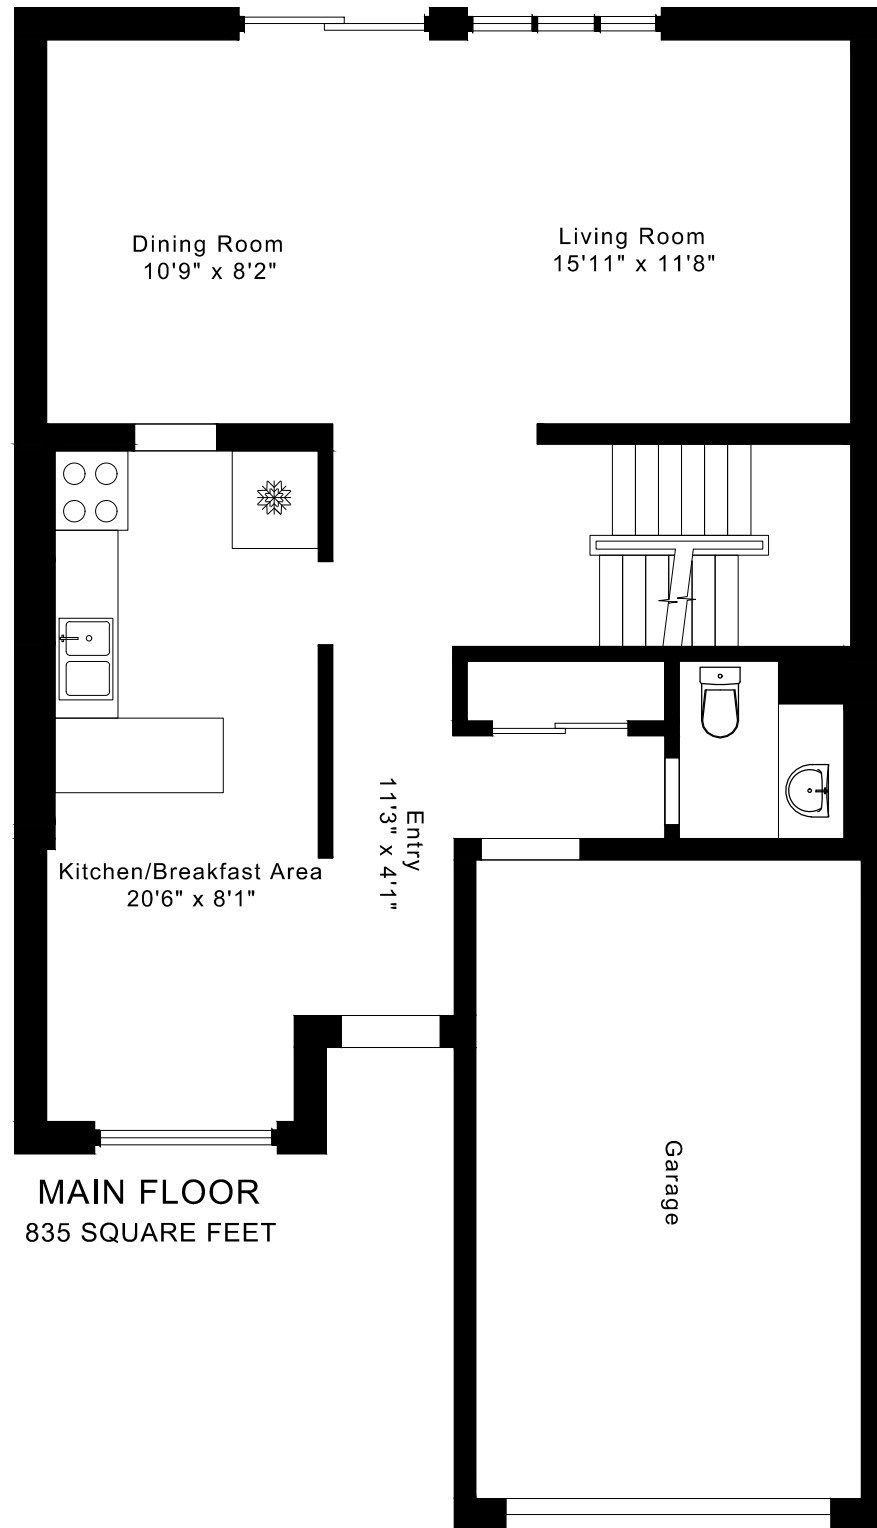 Dining Room
10'9" x 8'2"
Living Room
15'11" x 11'8"
Entry
11'3" x 4'1"
Kitchen/Breakfast Area
20'6" x 8'1"
Garage
MAIN FLOOR
835 SQUARE FEET